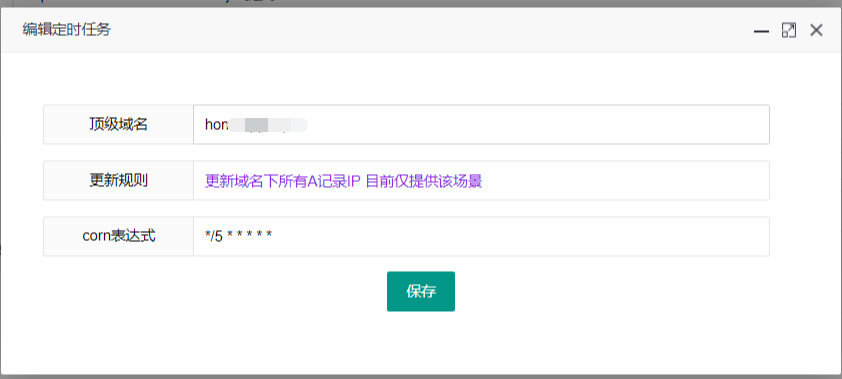 编辑定时任务
顶级域名
hon
更新规则
更新域名下所有A记录IP 目前仅提供该场景
corn表达式
*/5 * * * * *
保存